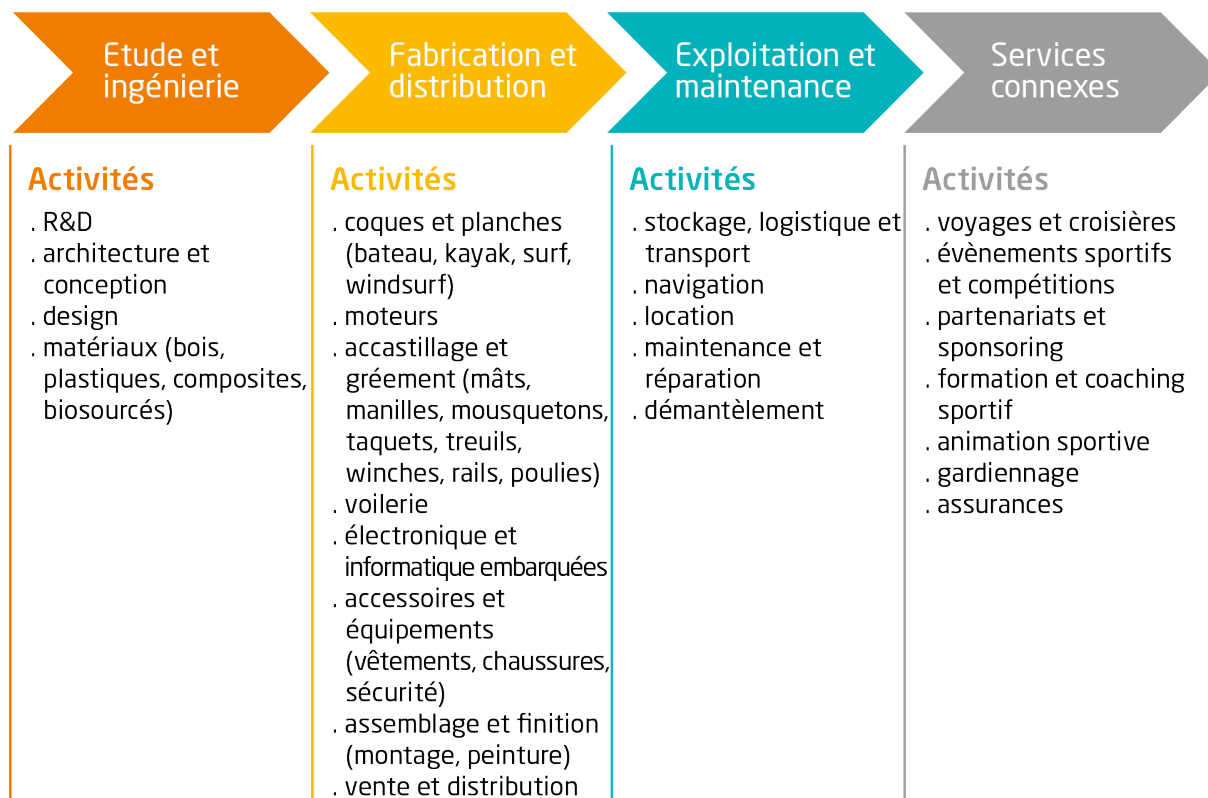 Etude et
ingénierie
Fabrication et
distribution
Exploitation et
maintenance
Services
connexes
Activités
. R&D
. architecture et
conception
. design
. matériaux (bois,
plastiques, composites,
biosourcés)
Activités
. coques et planches
(bateau, kayak, surf,
windsurf)
. moteurs
. accastillage et
gréement (mâts,
manilles, mousquetons,
taquets, treuils,
winches, rails, poulies)
. voilerie
. électronique et
informatique embarquées
. accessoires et
équipements
(vêtements, chaussures,
sécurité)
. assemblage et finition
(montage, peinture)
. vente et distribution
Activités
. stockage, logistique et
transport
. navigation
. location
. maintenance et
réparation
. démantèlement
Activités
. voyages et croisières
. évènements sportifs
et compétitions
. partenariats et
sponsoring
. formation et coaching
sportif
. animation sportive
. gardiennage
. assurances